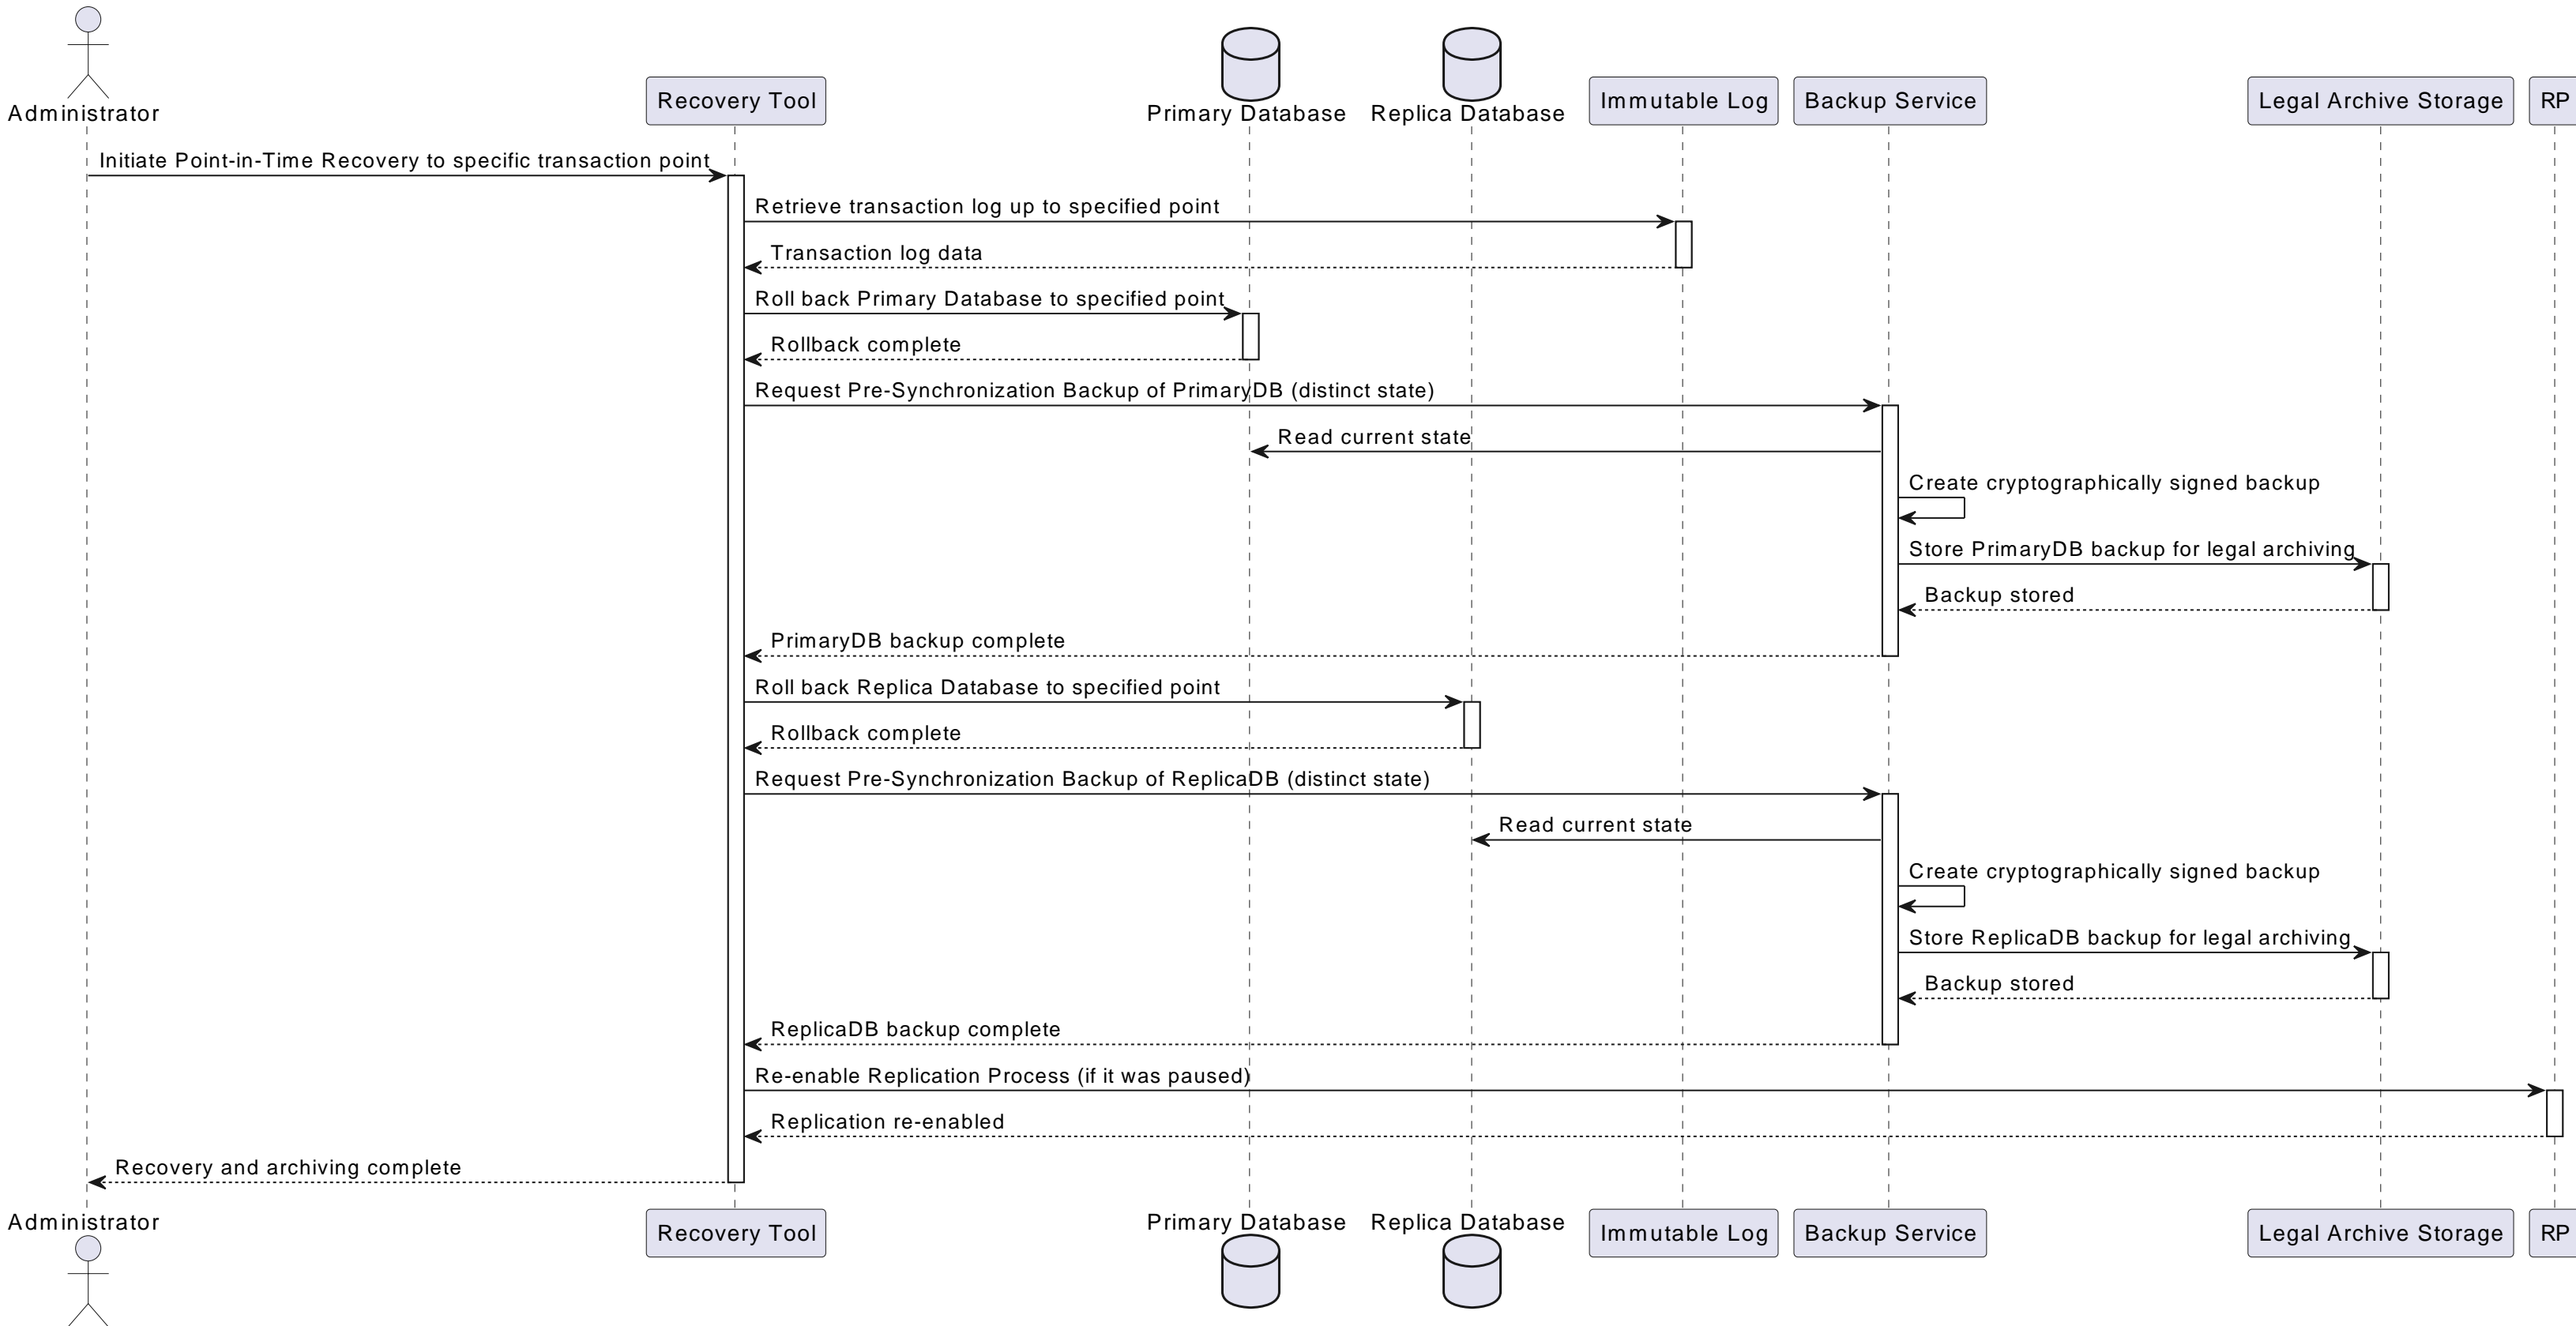 Administrator
Recovery Tool
Primary Database
Replica Database
Immutable Log
Backup Service
Legal Archive Storage
RP
Initiate Point-in-Time Recovery to specific transaction point
Retrieve transaction log up to specified point
Transaction log data
Roll back Primary Database to specified point
Rollback complete
Request Pre-Synchronization Backup of PrimaryDB (distinct state)
Read current state
Create cryptographically signed backup
Store PrimaryDB backup for legal archiving
Backup stored
PrimaryDB backup complete
Roll back Replica Database to specified point
Rollback complete
Request Pre-Synchronization Backup of ReplicaDB (distinct state)
Read current state
Create cryptographically signed backup
Store ReplicaDB backup for legal archiving
Backup stored
ReplicaDB backup complete
Re-enable Replication Process (if it was paused)
Replication re-enabled
Recovery and archiving complete
Administrator
Recovery Tool
Primary Database
Replica Database
Immutable Log
Backup Service
Legal Archive Storage
RP